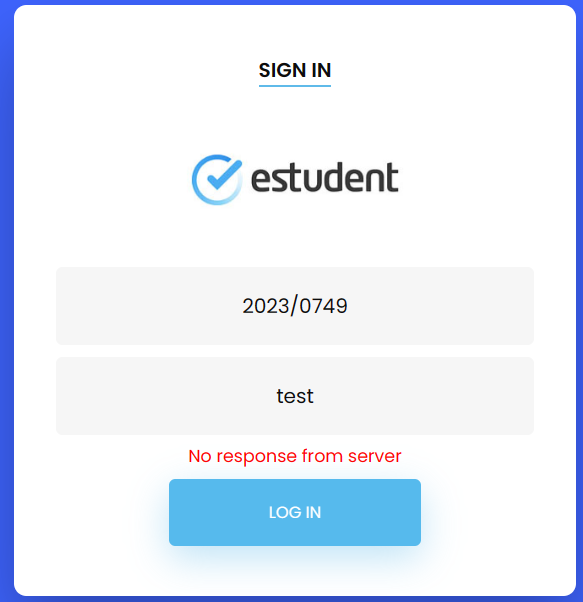 SIGN IN
estudent
2023/0749
test
No response from server
LOG IN